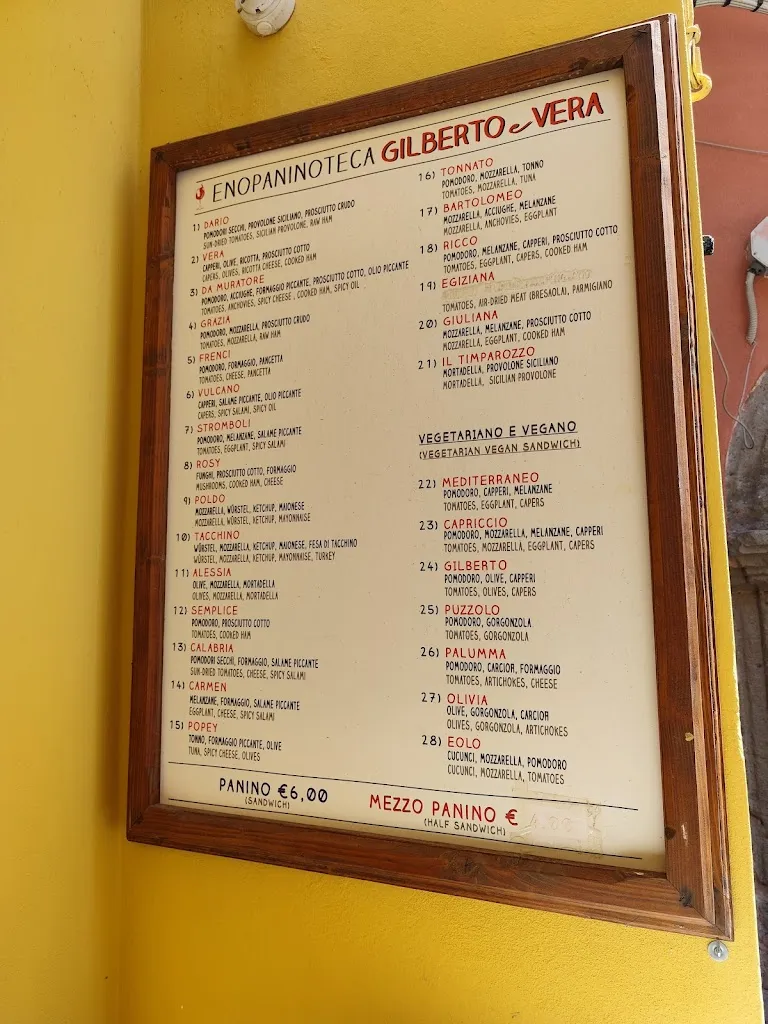 ENOPANINOTECA GILBERTO e VERA
1) DARIO
POMODORI SECCHI, PROVOLONE SICILIANO, PROSCIUTTO CRUDO
SUN-DRIED TOMATOES, SICILIAN PROVOLONE, RAW HAM
2) VERA
CAPPERI, OLIVE, RICOTTA, PROSCIUTTO COTTO
CAPERS, OLIVES, RICOTTA CHEESE, COOKED HAM
3) DA MURATORE
POMODORO, ACCIUGHE, FORMAGGIO PICCANTE, PROSCIUTTO COTTO, OLIO PICCANTE
TOMATOES, ANCHOVIES, SPICY CHEESE, COOKED HAM, SPICY OIL
4) GRAZIA
POMODORO, MOZZARELLA, PROSCIUTTO CRUDO
TOMATOES, MOZZARELLA, RAW HAM
5) FRENCI
POMODORO, FORMAGGIO, PANCETTA
TOMATOES, CHEESE, PANCETTA
6) VULCANO
CAPPERI, SALAME PICCANTE, OLIO PICCANTE
CAPERS, SPICY SALAMI, SPICY OIL
7) STROMBOLI
POMODORO, MELANZANE, SALAME PICCANTE
TOMATOES, EGGPLANT, SPICY SALAMI
8) ROSY
FUNGHI, PROSCIUTTO COTTO, FORMAGGIO
MUSHROOMS, COOKED HAM, CHEESE
9) POLDO
MOZZARELLA, WÜRSTEL, KETCHUP, MAIONESE
MOZZARELLA, WÜRSTEL, KETCHUP, MAYONNAISE
10) TACCHINO
WÜRSTEL, MOZZARELLA, KETCHUP, MAIONESE, FESA DI TACCHINO
WÜRSTEL, MOZZARELLA, KETCHUP, MAYONNAISE, TURKEY
11) ALESSIA
OLIVE, MOZZARELLA, MORTADELLA
OLIVES, MOZZARELLA, MORTADELLA
12) SEMPLICE
POMODORO, PROSCIUTTO COTTO
TOMATOES, COOKED HAM
13) CALABRIA
POMODORI SECCHI, FORMAGGIO, SALAME PICCANTE
SUN-DRIED TOMATOES, CHEESE, SPICY SALAMI
14) CARMEN
MELANZANE, FORMAGGIO, SALAME PICCANTE
EGGPLANT, CHEESE, SPICY SALAMI
15) POPEY
TONNO, FORMAGGIO PICCANTE, OLIVE
TUNA, SPICY CHEESE, OLIVES
16) TONNATO
POMODORO, MOZZARELLA, TONNO
TOMATOES, MOZZARELLA, TUNA
17) BARTOLOMEO
MOZZARELLA, ACCIUGHE, MELANZANE
MOZZARELLA, ANCHOVIES, EGGPLANT
18) RICCO
POMODORO, MELANZANE, CAPPERI, PROSCIUTTO COTTO
TOMATOES, EGGPLANT, CAPERS, COOKED HAM
19) EGIZIANA
TOMATOES, AIR-DRIED MEAT (BRESAOLA), PARMIGIANO
20) GIULIANA
MOZZARELLA, MELANZANE, PROSCIUTTO COTTO
MOZZARELLA, EGGPLANT, COOKED HAM
21) IL TIMPAROZZO
MORTADELLA, PROVOLONE SICILIANO
MORTADELLA, SICILIAN PROVOLONE
VEGETARIANO E VEGANO
(VEGETARIAN VEGAN SANDWICH)
22) MEDITERRANEO
POMODORO, CAPPERI, MELANZANE
TOMATOES, EGGPLANT, CAPERS
23) CAPRICCIO
POMODORO, MOZZARELLA, MELANZANE, CAPPERI
TOMATOES, MOZZARELLA, EGGPLANT, CAPERS
24) GILBERTO
POMODORO, OLIVE, CAPPERI
TOMATOES, OLIVES, CAPERS
25) PUZZOLO
POMODORO, GORGONZOLA
TOMATOES, GORGONZOLA
26) PALUMMA
POMODORO, CARCIOF, FORMAGGIO
TOMATOES, ARTICHOKES, CHEESE
27) OLIVIA
OLIVE, GORGONZOLA, CARCIOF
OLIVES, GORGONZOLA, ARTICHOKES
28) EOLO
CUCUNCI, MOZZARELLA, POMODORO
CUCUNCI, MOZZARELLA, TOMATOES
PANINO €6,00
(SANDWICH)
MEZZO PANINO €
(HALF SANDWICH)